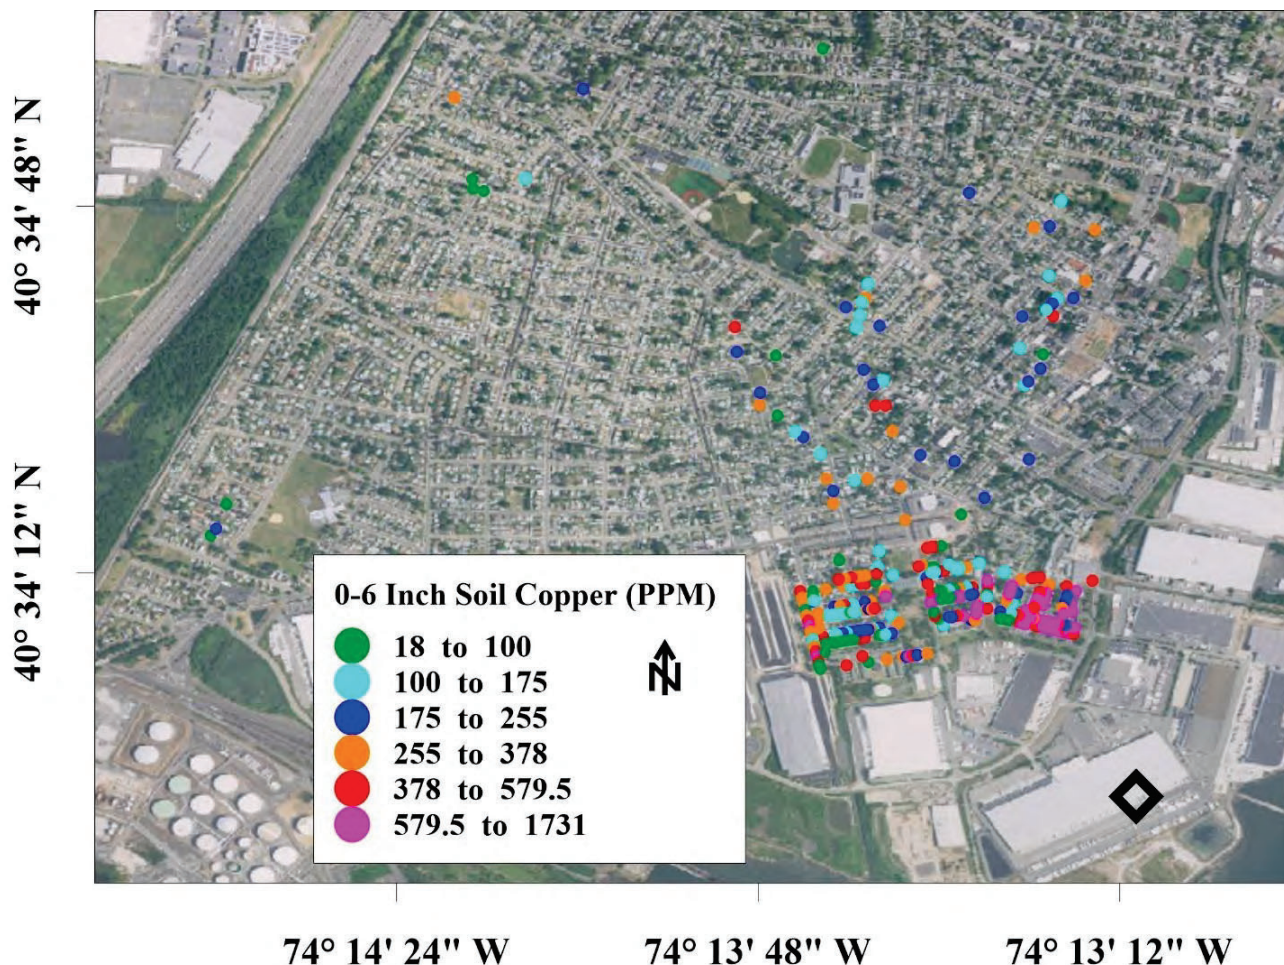 40° 34' 48" N
40° 34' 12" N
0-6 Inch Soil Copper (PPM)
18 to 100
100 to 175
175 to 255
255 to 378
378 to 579.5
579.5 to 1731
N
74° 14' 24" W
74° 13' 48" W
74° 13' 12" W